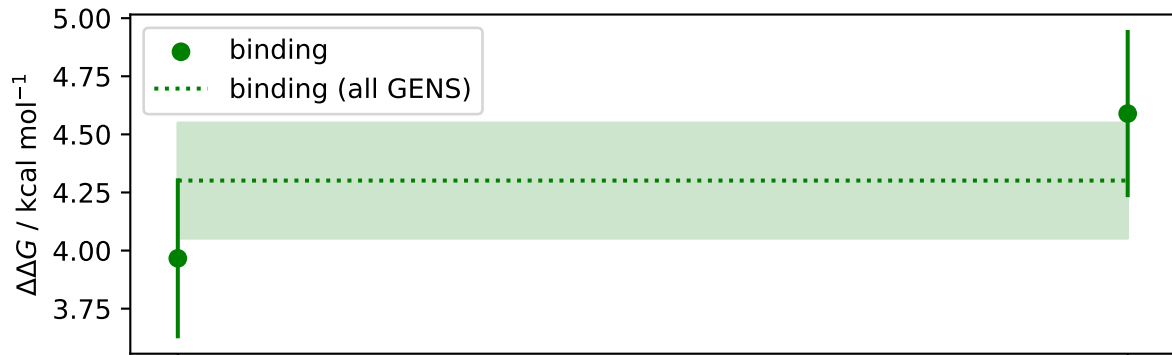 5.00
4.75
4.50
4.25
4.00
3.75
ΔΔG / kcal mol⁻¹
binding
binding (all GENS)